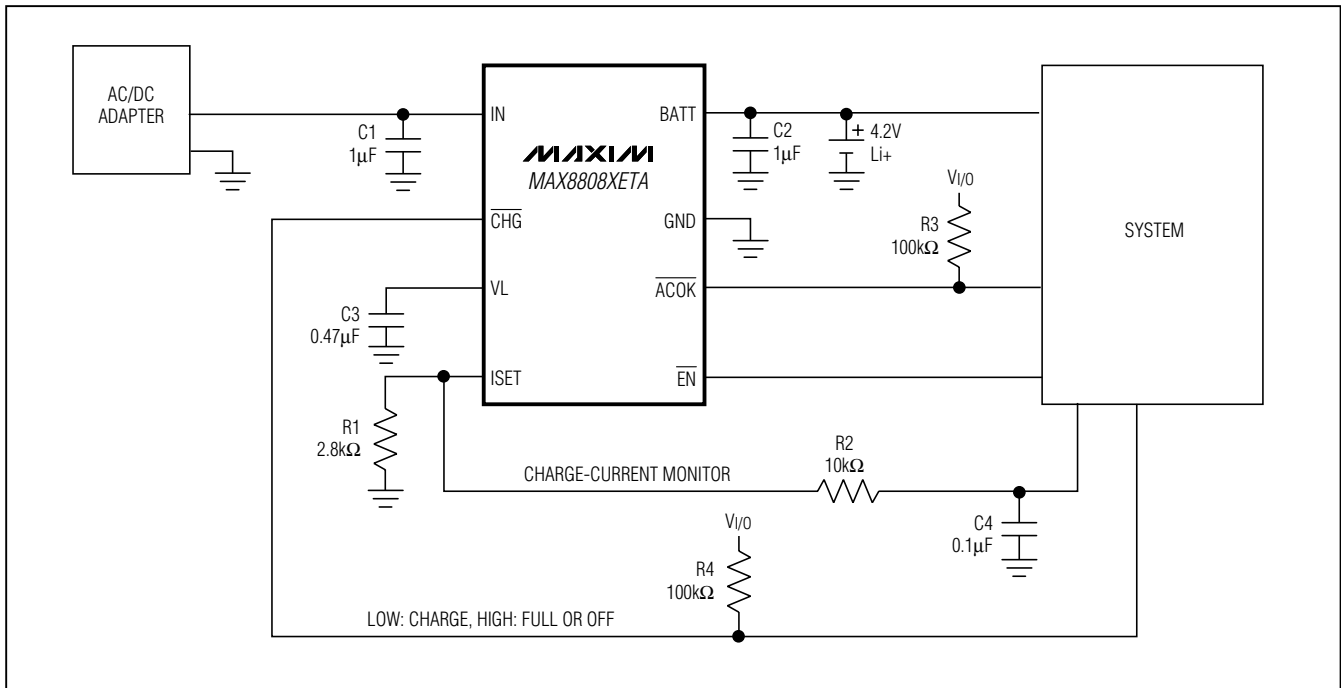 AC/DC
ADAPTER
C1
1µF
IN
CHG
VL
ISET
MAXIM
MAX8808XETA
BATT
GND
ACOK
EN
C2
1µF
+ 4.2V
Li+
VI/O
R3
100kΩ
SYSTEM
C3
0.47µF
R1
2.8kΩ
CHARGE-CURRENT MONITOR
R2
10kΩ
C4
0.1µF
VI/O
R4
100kΩ
LOW: CHARGE, HIGH: FULL OR OFF